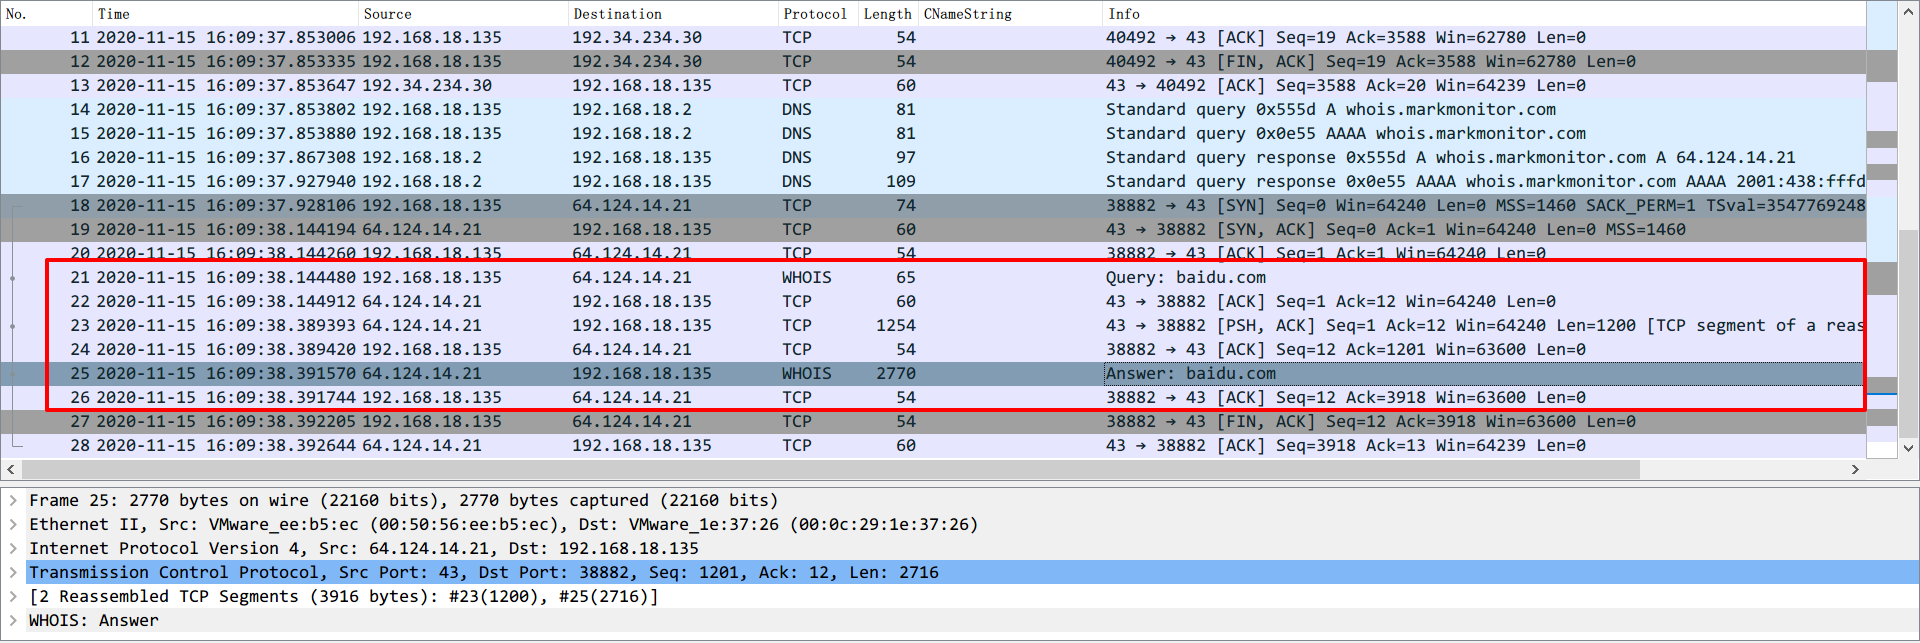 No. Time Source Destination Protocol Length CNameString Info
11 2020-11-15 16:09:37.853006 192.168.18.135 192.34.234.30 TCP 54 40492 → 43 [ACK] Seq=19 Ack=3588 Win=62780 Len=0
12 2020-11-15 16:09:37.853335 192.168.18.135 192.34.234.30 TCP 54 40492 → 43 [FIN, ACK] Seq=19 Ack=3588 Win=62780 Len=0
13 2020-11-15 16:09:37.853647 192.34.234.30 192.168.18.135 TCP 60 43 → 40492 [ACK] Seq=3588 Ack=20 Win=64239 Len=0
14 2020-11-15 16:09:37.853802 192.168.18.135 192.168.18.2 DNS 81 Standard query 0x555d A whois.markmonitor.com
15 2020-11-15 16:09:37.853880 192.168.18.135 192.168.18.2 DNS 81 Standard query 0x0e55 AAAA whois.markmonitor.com
16 2020-11-15 16:09:37.867308 192.168.18.2 192.168.18.135 DNS 97 Standard query response 0x555d A whois.markmonitor.com A 64.124.14.21
17 2020-11-15 16:09:37.927940 192.168.18.2 192.168.18.135 DNS 109 Standard query response 0x0e55 AAAA whois.markmonitor.com AAAA 2001:438:fffd
18 2020-11-15 16:09:37.928106 192.168.18.135 64.124.14.21 TCP 74 38882 → 43 [SYN] Seq=0 Win=64240 Len=0 MSS=1460 SACK_PERM=1 TSval=3547769248
19 2020-11-15 16:09:38.144194 64.124.14.21 192.168.18.135 TCP 60 43 → 38882 [SYN, ACK] Seq=0 Ack=1 Win=64240 Len=0 MSS=1460
20 2020-11-15 16:09:38.144260 192.168.18.135 64.124.14.21 TCP 54 38882 → 43 [ACK] Seq=1 Ack=1 Win=64240 Len=0
21 2020-11-15 16:09:38.144480 192.168.18.135 64.124.14.21 WHOIS 65 Query: baidu.com
22 2020-11-15 16:09:38.144912 64.124.14.21 192.168.18.135 TCP 60 43 → 38882 [ACK] Seq=1 Ack=12 Win=64240 Len=0
23 2020-11-15 16:09:38.389393 64.124.14.21 192.168.18.135 TCP 1254 43 → 38882 [PSH, ACK] Seq=1 Ack=12 Win=64240 Len=1200 [TCP segment of a reas
24 2020-11-15 16:09:38.389420 192.168.18.135 64.124.14.21 TCP 54 38882 → 43 [ACK] Seq=12 Ack=1201 Win=63600 Len=0
25 2020-11-15 16:09:38.391570 64.124.14.21 192.168.18.135 WHOIS 2770 Answer: baidu.com
26 2020-11-15 16:09:38.391744 192.168.18.135 64.124.14.21 TCP 54 38882 → 43 [ACK] Seq=12 Ack=3918 Win=63600 Len=0
27 2020-11-15 16:09:38.392205 192.168.18.135 64.124.14.21 TCP 54 38882 → 43 [FIN, ACK] Seq=12 Ack=3918 Win=63600 Len=0
28 2020-11-15 16:09:38.392644 64.124.14.21 192.168.18.135 TCP 60 43 → 38882 [ACK] Seq=3918 Ack=13 Win=64239 Len=0
Frame 25: 2770 bytes on wire (22160 bits), 2770 bytes captured (22160 bits)
Ethernet II, Src: VMware_ee:b5:ec (00:50:56:ee:b5:ec), Dst: VMware_1e:37:26 (00:0c:29:1e:37:26)
Internet Protocol Version 4, Src: 64.124.14.21, Dst: 192.168.18.135
Transmission Control Protocol, Src Port: 43, Dst Port: 38882, Seq: 1201, Ack: 12, Len: 2716
[2 Reassembled TCP Segments (3916 bytes): #23(1200), #25(2716)]
WHOIS: Answer